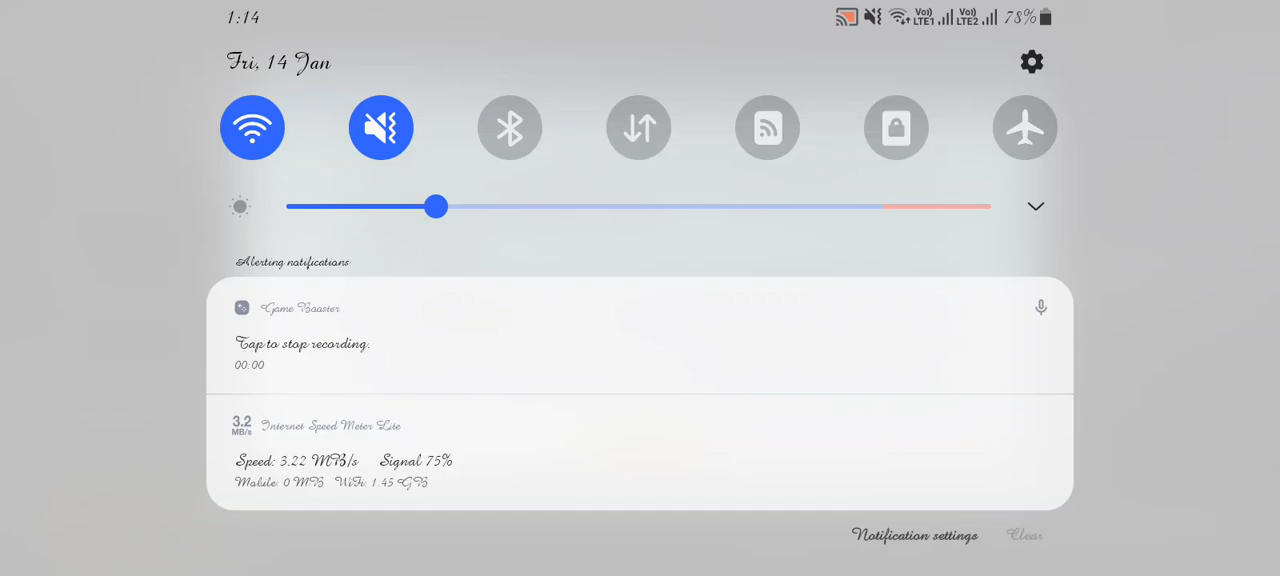 1:14
Vo)) LTE1 Vo)) LTE2 78%
Fri, 14 Jan
Alerting notifications
Game Booster
Tap to stop recording.
00:00
3.2 MB/s Internet Speed Meter Lite
Speed: 3.22 MB/s Signal 75%
Mobile: 0 MB WiFi: 1.45 GB
Notification settings Clear